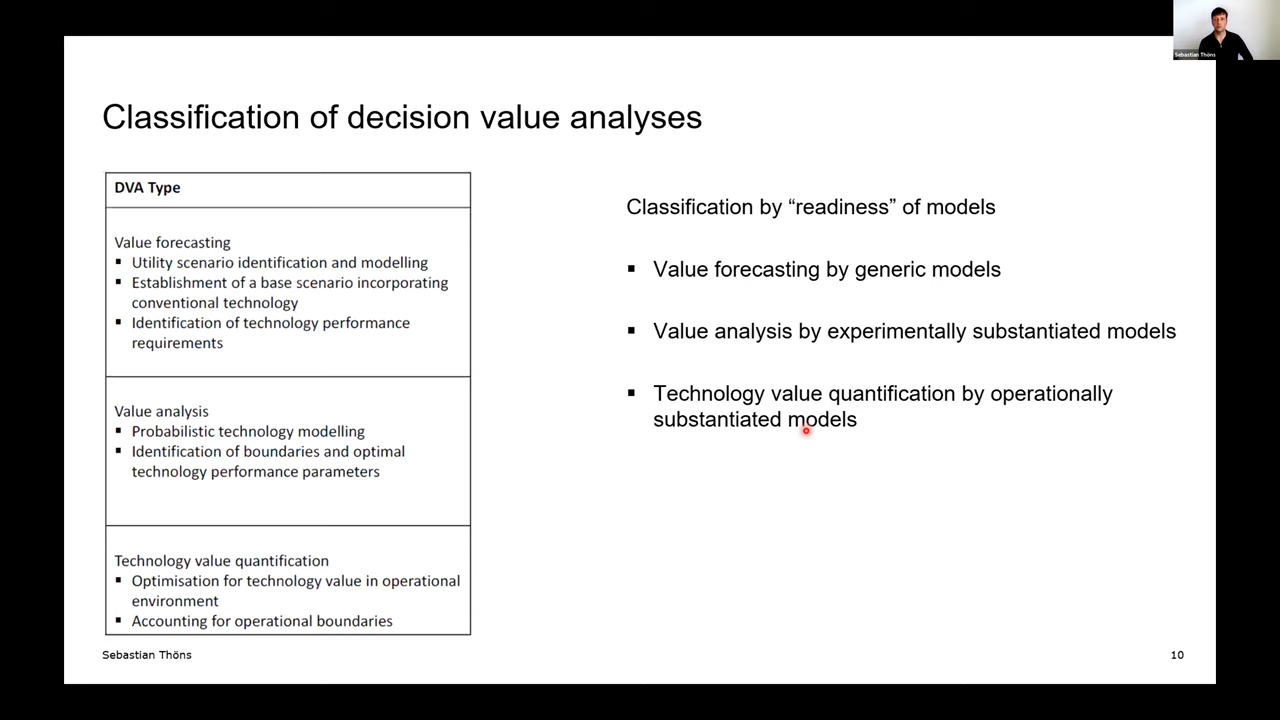 Sebastian Thöns
Classification of decision value analyses
DVA Type
Value forecasting
▪ Utility scenario identification and modelling
▪ Establishment of a base scenario incorporating
conventional technology
▪ Identification of technology performance
requirements
Value analysis
▪ Probabilistic technology modelling
▪ Identification of boundaries and optimal
technology performance parameters
Technology value quantification
▪ Optimisation for technology value in operational
environment
▪ Accounting for operational boundaries
Classification by “readiness” of models
▪ Value forecasting by generic models
▪ Value analysis by experimentally substantiated models
▪ Technology value quantification by operationally
substantiated models
Sebastian Thöns
10